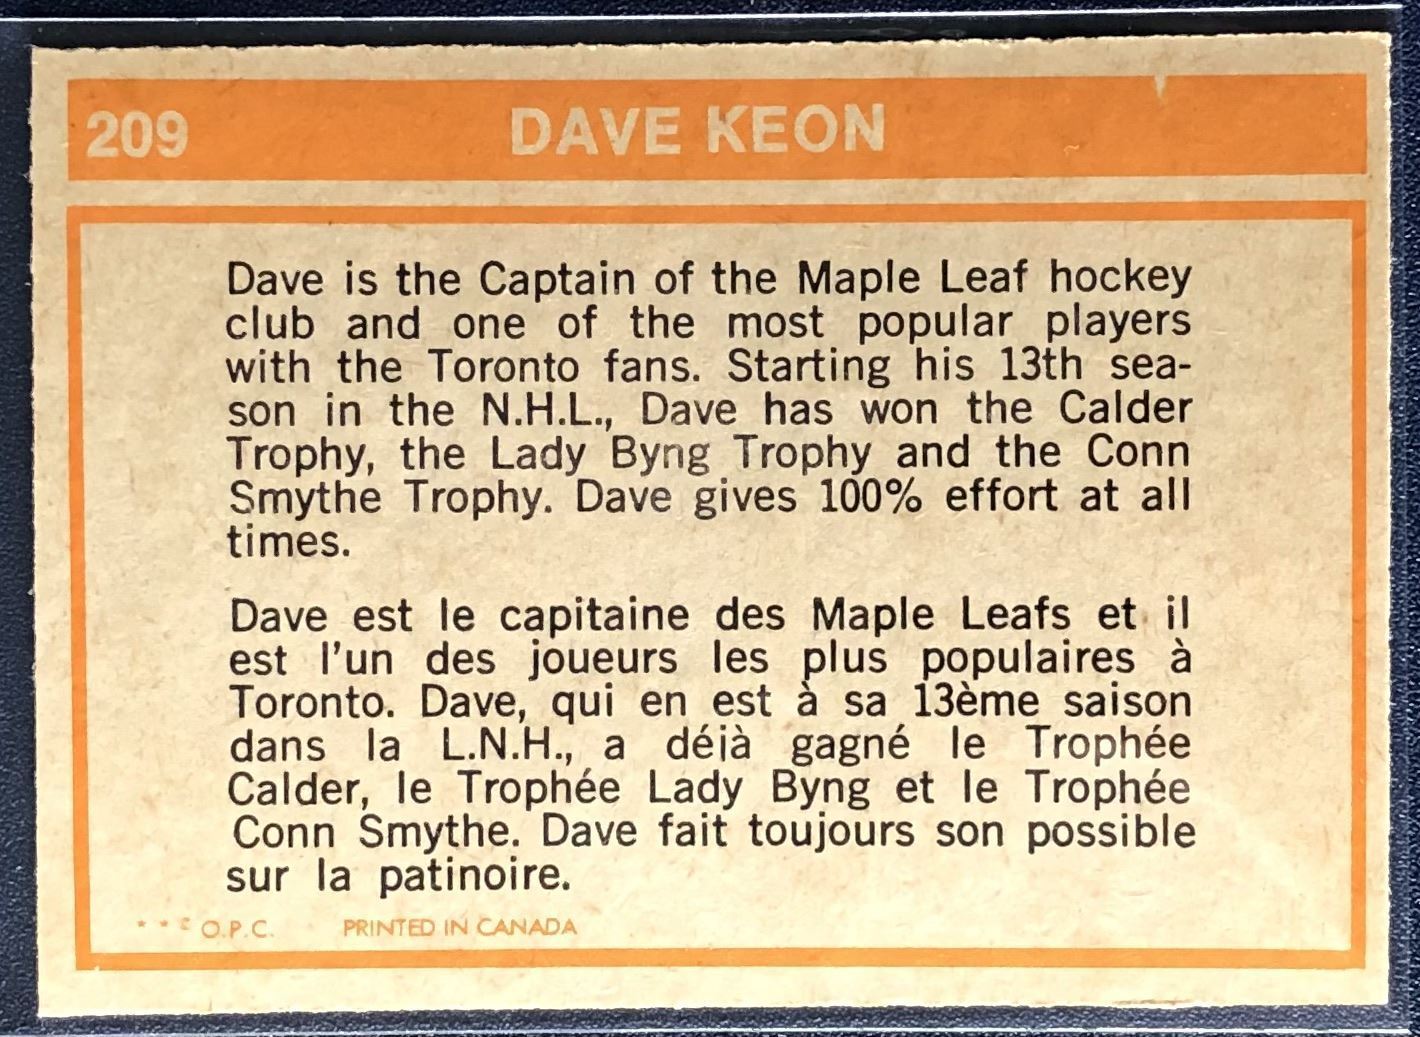 209 DAVE KEON
Dave is the Captain of the Maple Leaf hockey
club and one of the most popular players
with the Toronto fans. Starting his 13th sea-
son in the N.H.L., Dave has won the Calder
Trophy, the Lady Byng Trophy and the Conn
Smythe Trophy. Dave gives 100% effort at all
times.
Dave est le capitaine des Maple Leafs et il
est l'un des joueurs les plus populaires à
Toronto. Dave, qui en est à sa 13ème saison
dans la L.N.H., a déjà gagné le Trophée
Calder, le Trophée Lady Byng et le Trophée
Conn Smythe. Dave fait toujours son possible
sur la patinoire.
* * © O.P.C. PRINTED IN CANADA